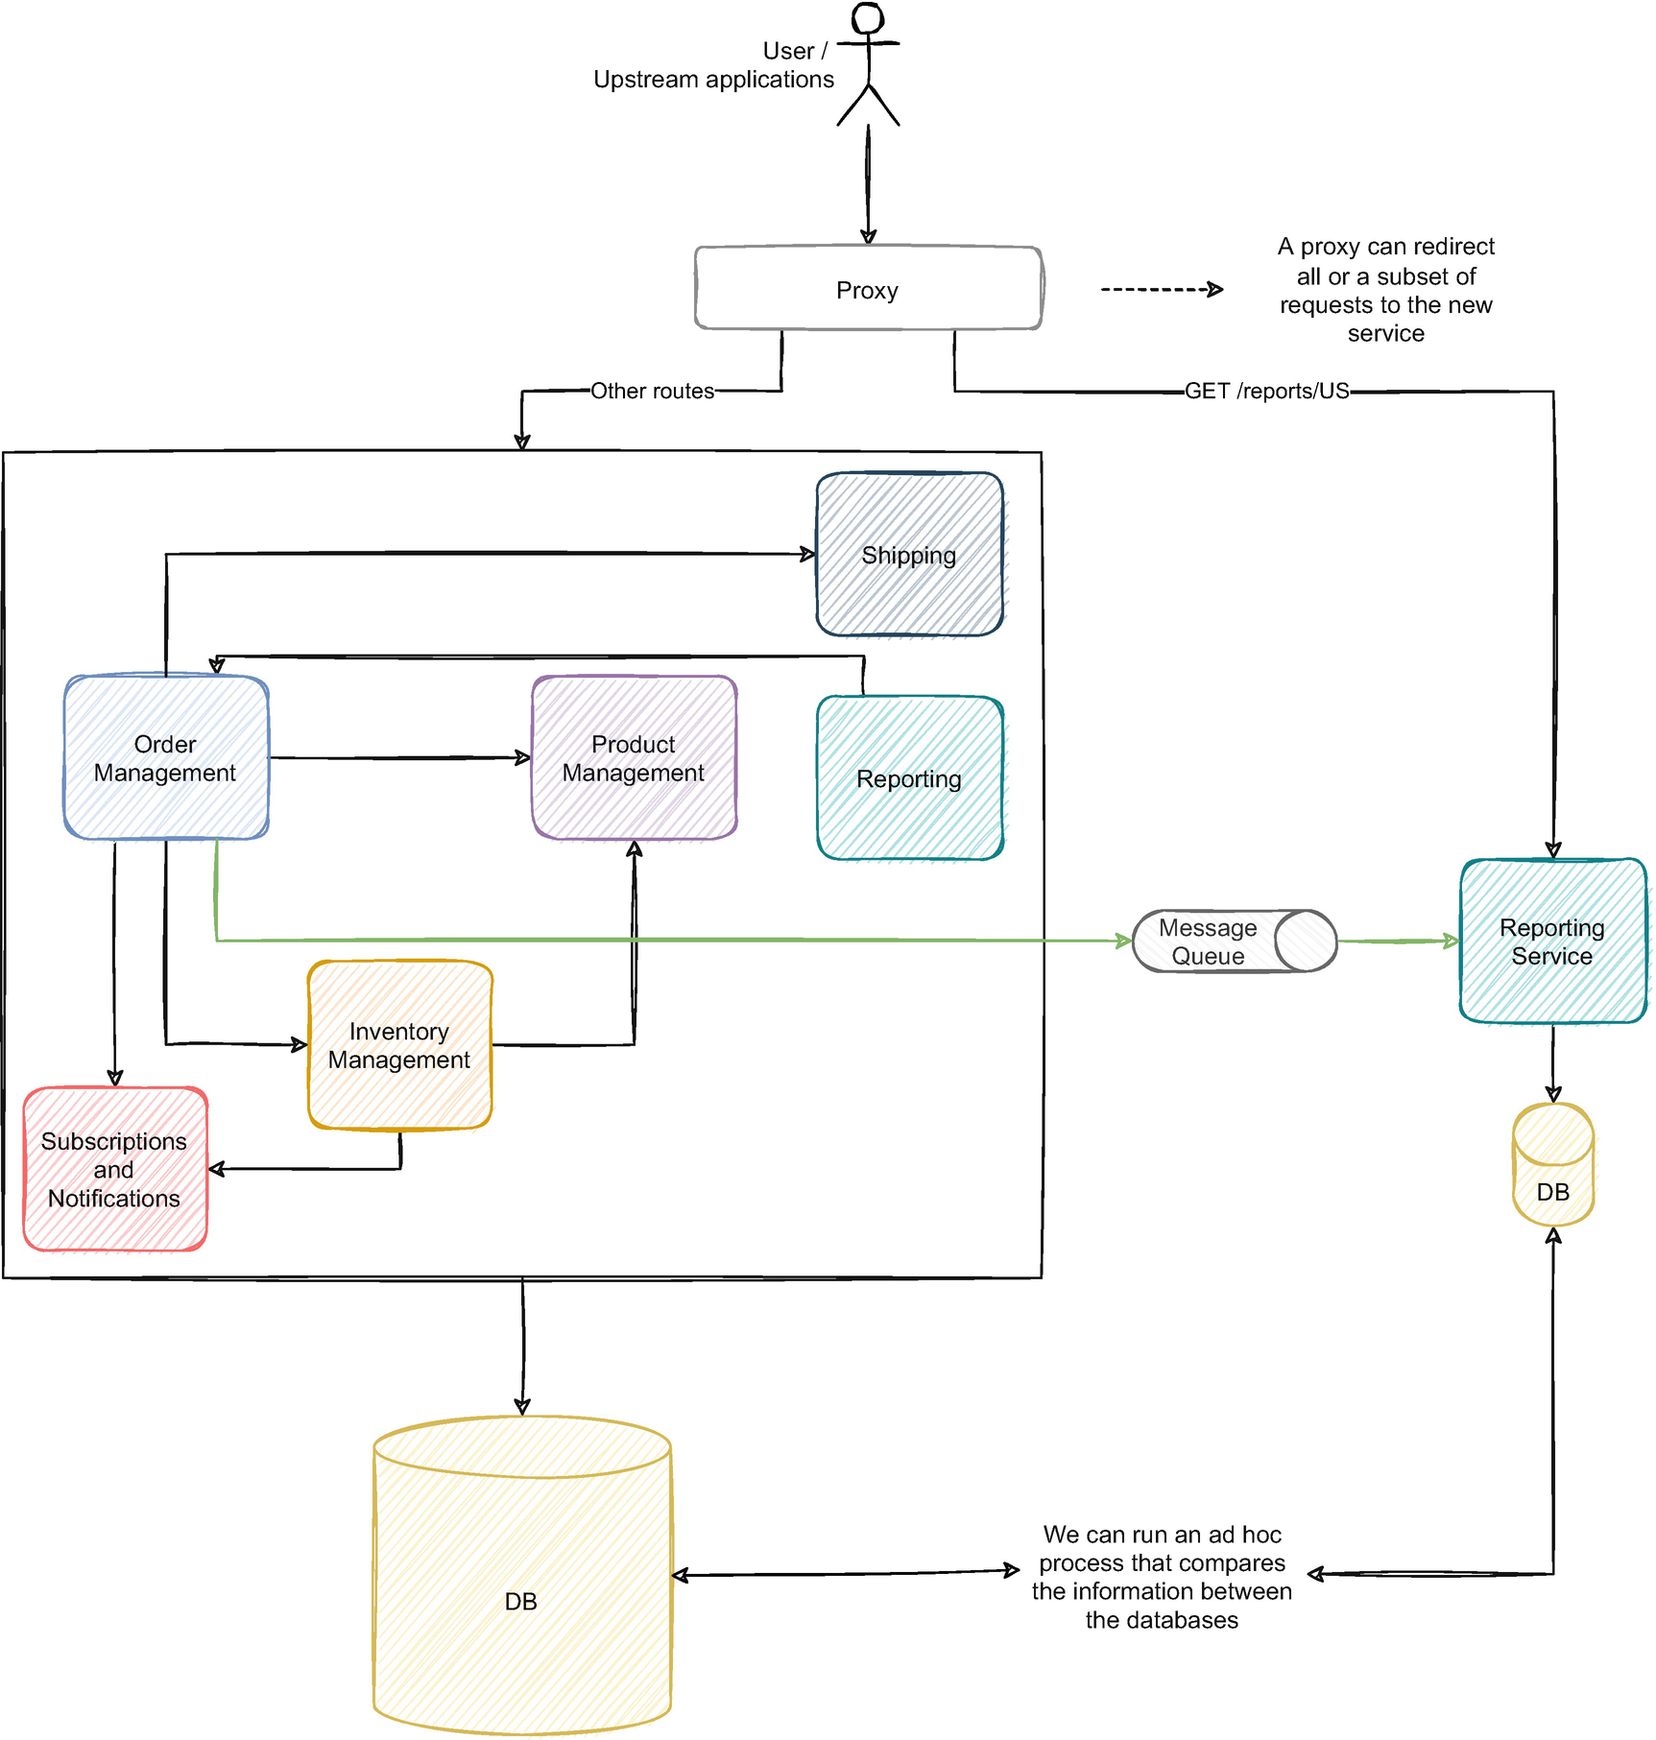 User /
Upstream applications
Proxy
A proxy can redirect
all or a subset of
requests to the new
service
Other routes
GET /reports/US
Shipping
Order
Management
Product
Management
Reporting
Message
Queue
Reporting
Service
Inventory
Management
Subscriptions
and
Notifications
DB
We can run an ad hoc
process that compares
the information between
the databases
DB